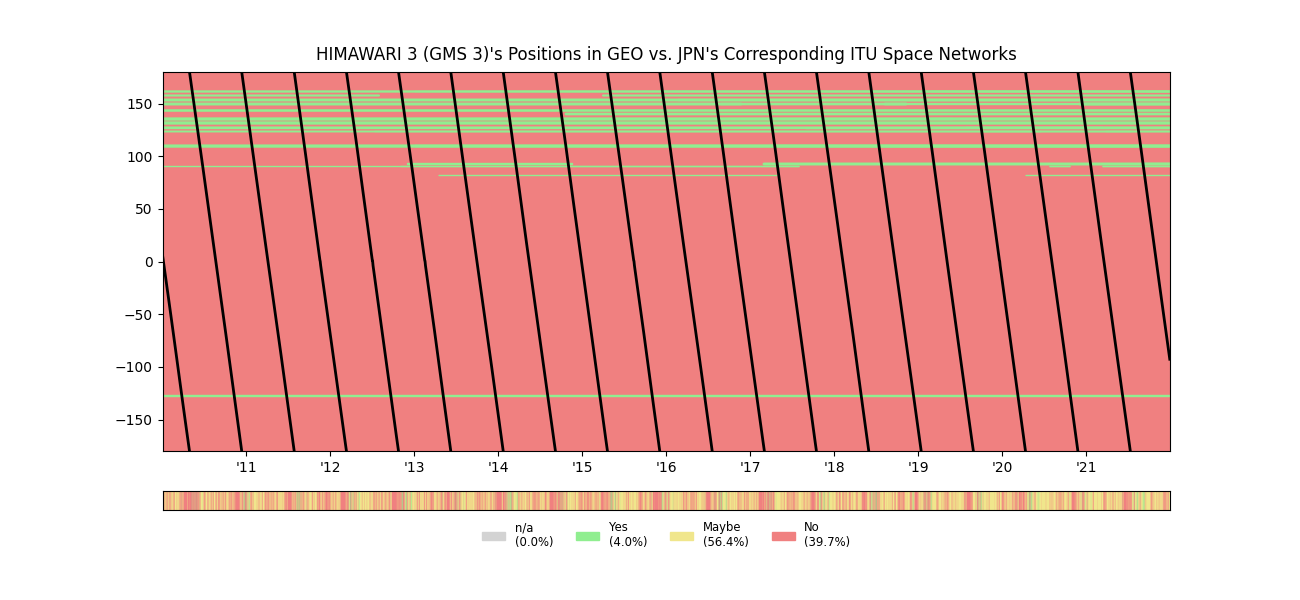 HIMAWARI 3 (GMS 3)'s Positions in GEO vs. JPN's Corresponding ITU Space Networks
150
100
50
0
−50
−100
−150
'11 '12 '13 '14 '15 '16 '17 '18 '19 '20 '21
n/a Yes Maybe No
(0.0%) (4.0%) (56.4%) (39.7%)